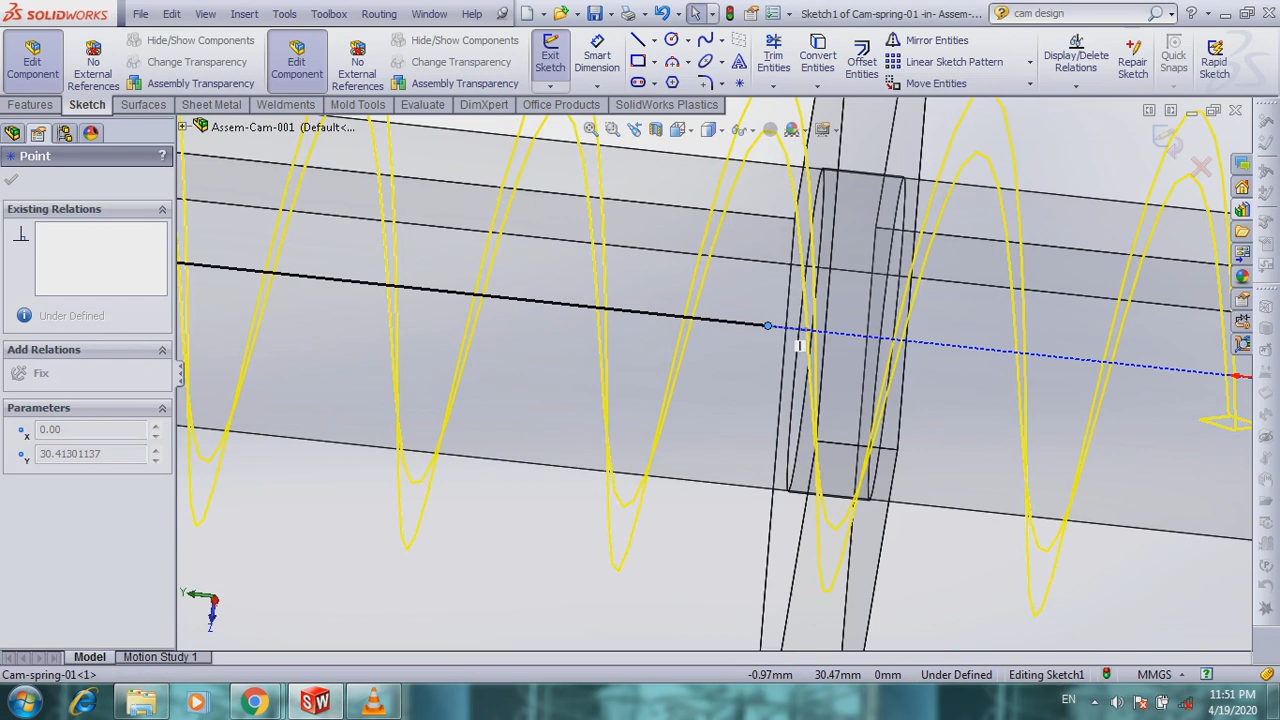 SOLIDWORKS File Edit View Insert Tools Toolbox Routing Window Help Sketch1 of Cam-spring-01 -in- Assem-... cam design
Edit Component
No External References
Hide/Show Components
Change Transparency
Assembly Transparency
Edit Component
No External References
Hide/Show Components
Change Transparency
Assembly Transparency
Exit Sketch
Smart Dimension
Trim Entities
Convert Entities
Offset Entities
Mirror Entities
Linear Sketch Pattern
Move Entities
Display/Delete Relations
Repair Sketch
Quick Snaps
Rapid Sketch
Features Sketch Surfaces Sheet Metal Weldments Mold Tools Evaluate DimXpert Office Products SolidWorks Plastics
Assem-Cam-001 (Default<...
Point ?
Existing Relations
Under Defined
Add Relations
Fix
Parameters
X 0.00
Y 30.41301137
Y
Z
Model Motion Study 1
Cam-spring-01<1> -0.97mm 30.47mm 0mm Under Defined Editing Sketch1 MMGS ?
EN 11:51 PM
4/19/2020